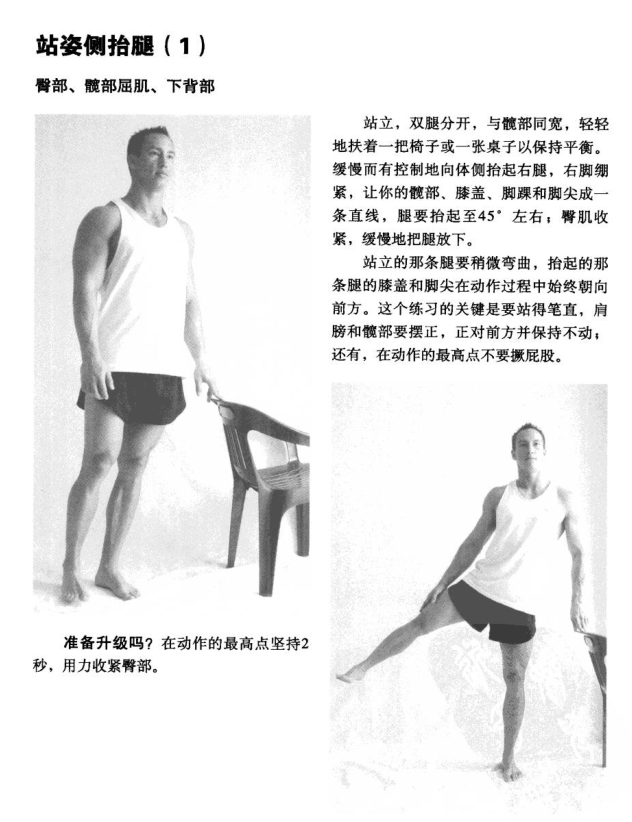 站姿侧抬腿（1）
臀部、髋部屈肌、下背部
站立，双腿分开，与髋部同宽，轻轻
地扶着一把椅子或一张桌子以保持平衡。
缓慢而有控制地向体侧抬起右腿，右脚绷
紧，让你的髋部、膝盖、脚踝和脚尖成一
条直线，腿要抬起至45°左右；臀肌收
紧，缓慢地把腿放下。
站立的那条腿要稍微弯曲，抬起的那
条腿的膝盖和脚尖在动作过程中始终朝向
前方。这个练习的关键是要站得笔直，肩
膀和髋部要摆正，正对前方并保持不动；
还有，在动作的最高点不要撅屁股。
准备升级吗？在动作的最高点坚持2
秒，用力收紧臀部。